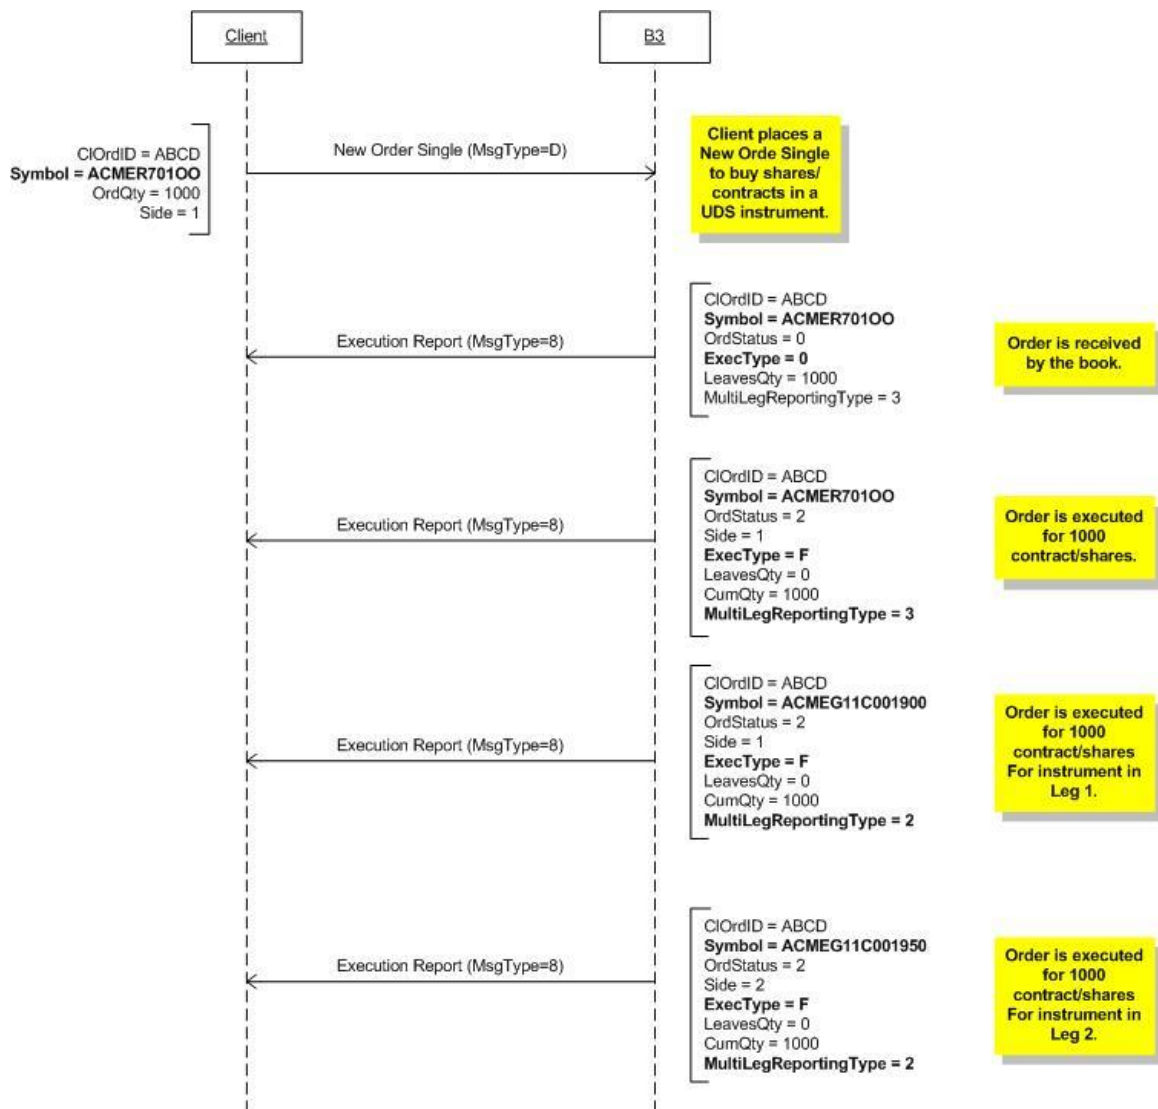 Client
B3
ClOrdID = ABCD
Symbol = ACMER701OO
OrdQty = 1000
Side = 1
New Order Single (MsgType=D)
Client places a
New Orde Single
to buy shares/
contracts in a
UDS instrument.
Execution Report (MsgType=8)
ClOrdID = ABCD
Symbol = ACMER701OO
OrdStatus = 0
ExecType = 0
LeavesQty = 1000
MultiLegReportingType = 3
Order is received
by the book.
Execution Report (MsgType=8)
ClOrdID = ABCD
Symbol = ACMER701OO
OrdStatus = 2
Side = 1
ExecType = F
LeavesQty = 0
CumQty = 1000
MultiLegReportingType = 3
Order is executed
for 1000
contract/shares.
Execution Report (MsgType=8)
ClOrdID = ABCD
Symbol = ACMEG11C001900
OrdStatus = 2
Side = 1
ExecType = F
LeavesQty = 0
CumQty = 1000
MultiLegReportingType = 2
Order is executed
for 1000
contract/shares
For instrument in
Leg 1.
Execution Report (MsgType=8)
ClOrdID = ABCD
Symbol = ACMEG11C001950
OrdStatus = 2
Side = 2
ExecType = F
LeavesQty = 0
CumQty = 1000
MultiLegReportingType = 2
Order is executed
for 1000
contract/shares
For instrument in
Leg 2.